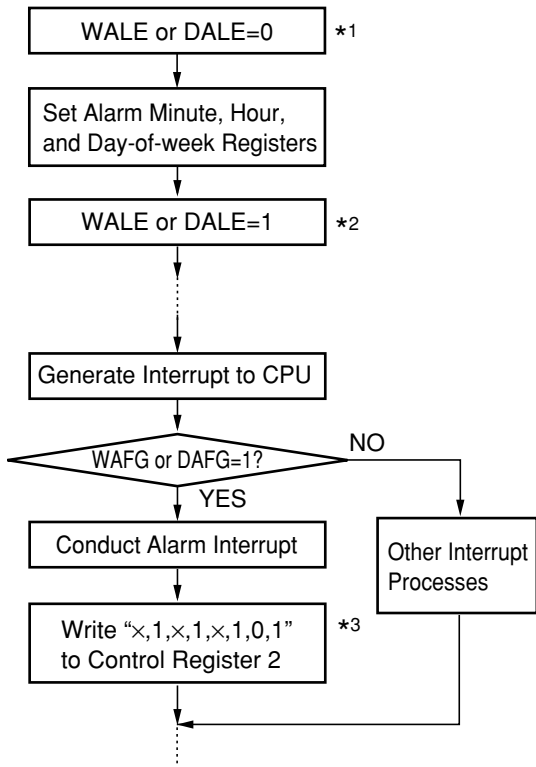 WALE or DALE=0
*1
Set Alarm Minute, Hour,
and Day-of-week Registers
WALE or DALE=1
*2
Generate Interrupt to CPU
WAFG or DAFG=1?
NO
YES
Conduct Alarm Interrupt
Other Interrupt
Processes
Write “×,1,×,1,×,1,0,1”
to Control Register 2
*3